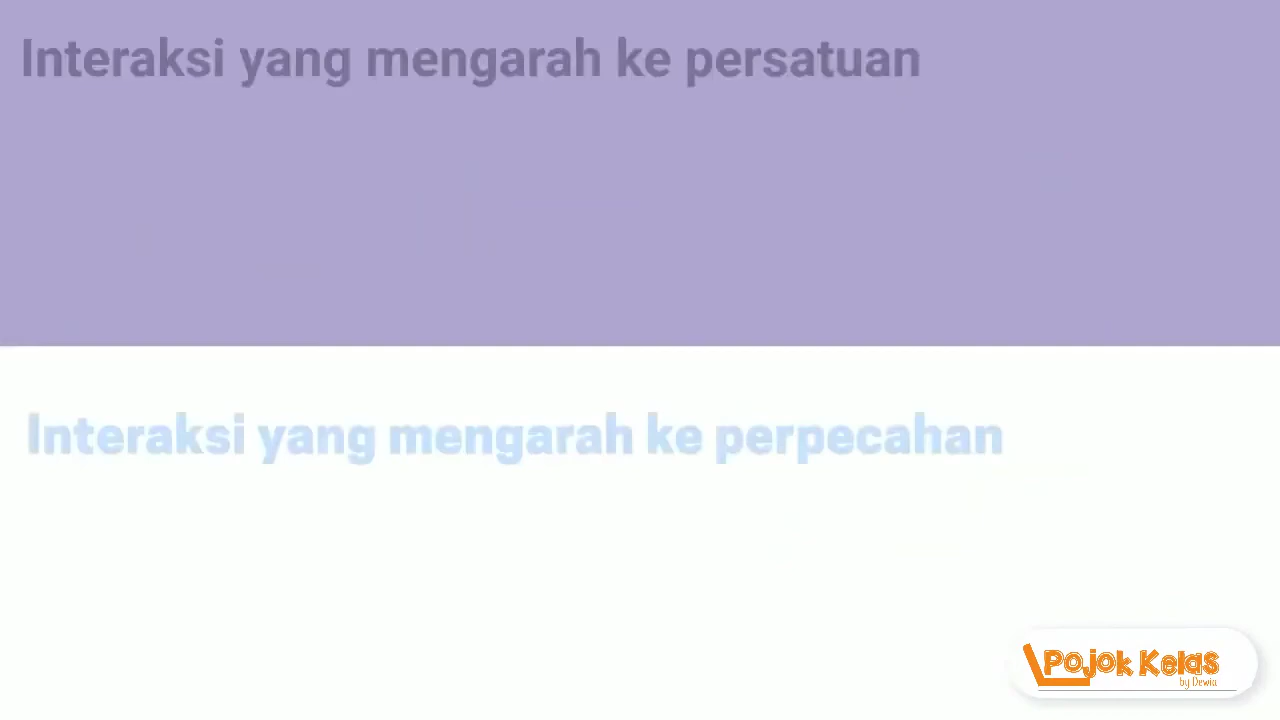 Interaksi yang mengarah ke persatuan
Interaksi yang mengarah ke perpecahan
Pojok Kelas
by Dewia